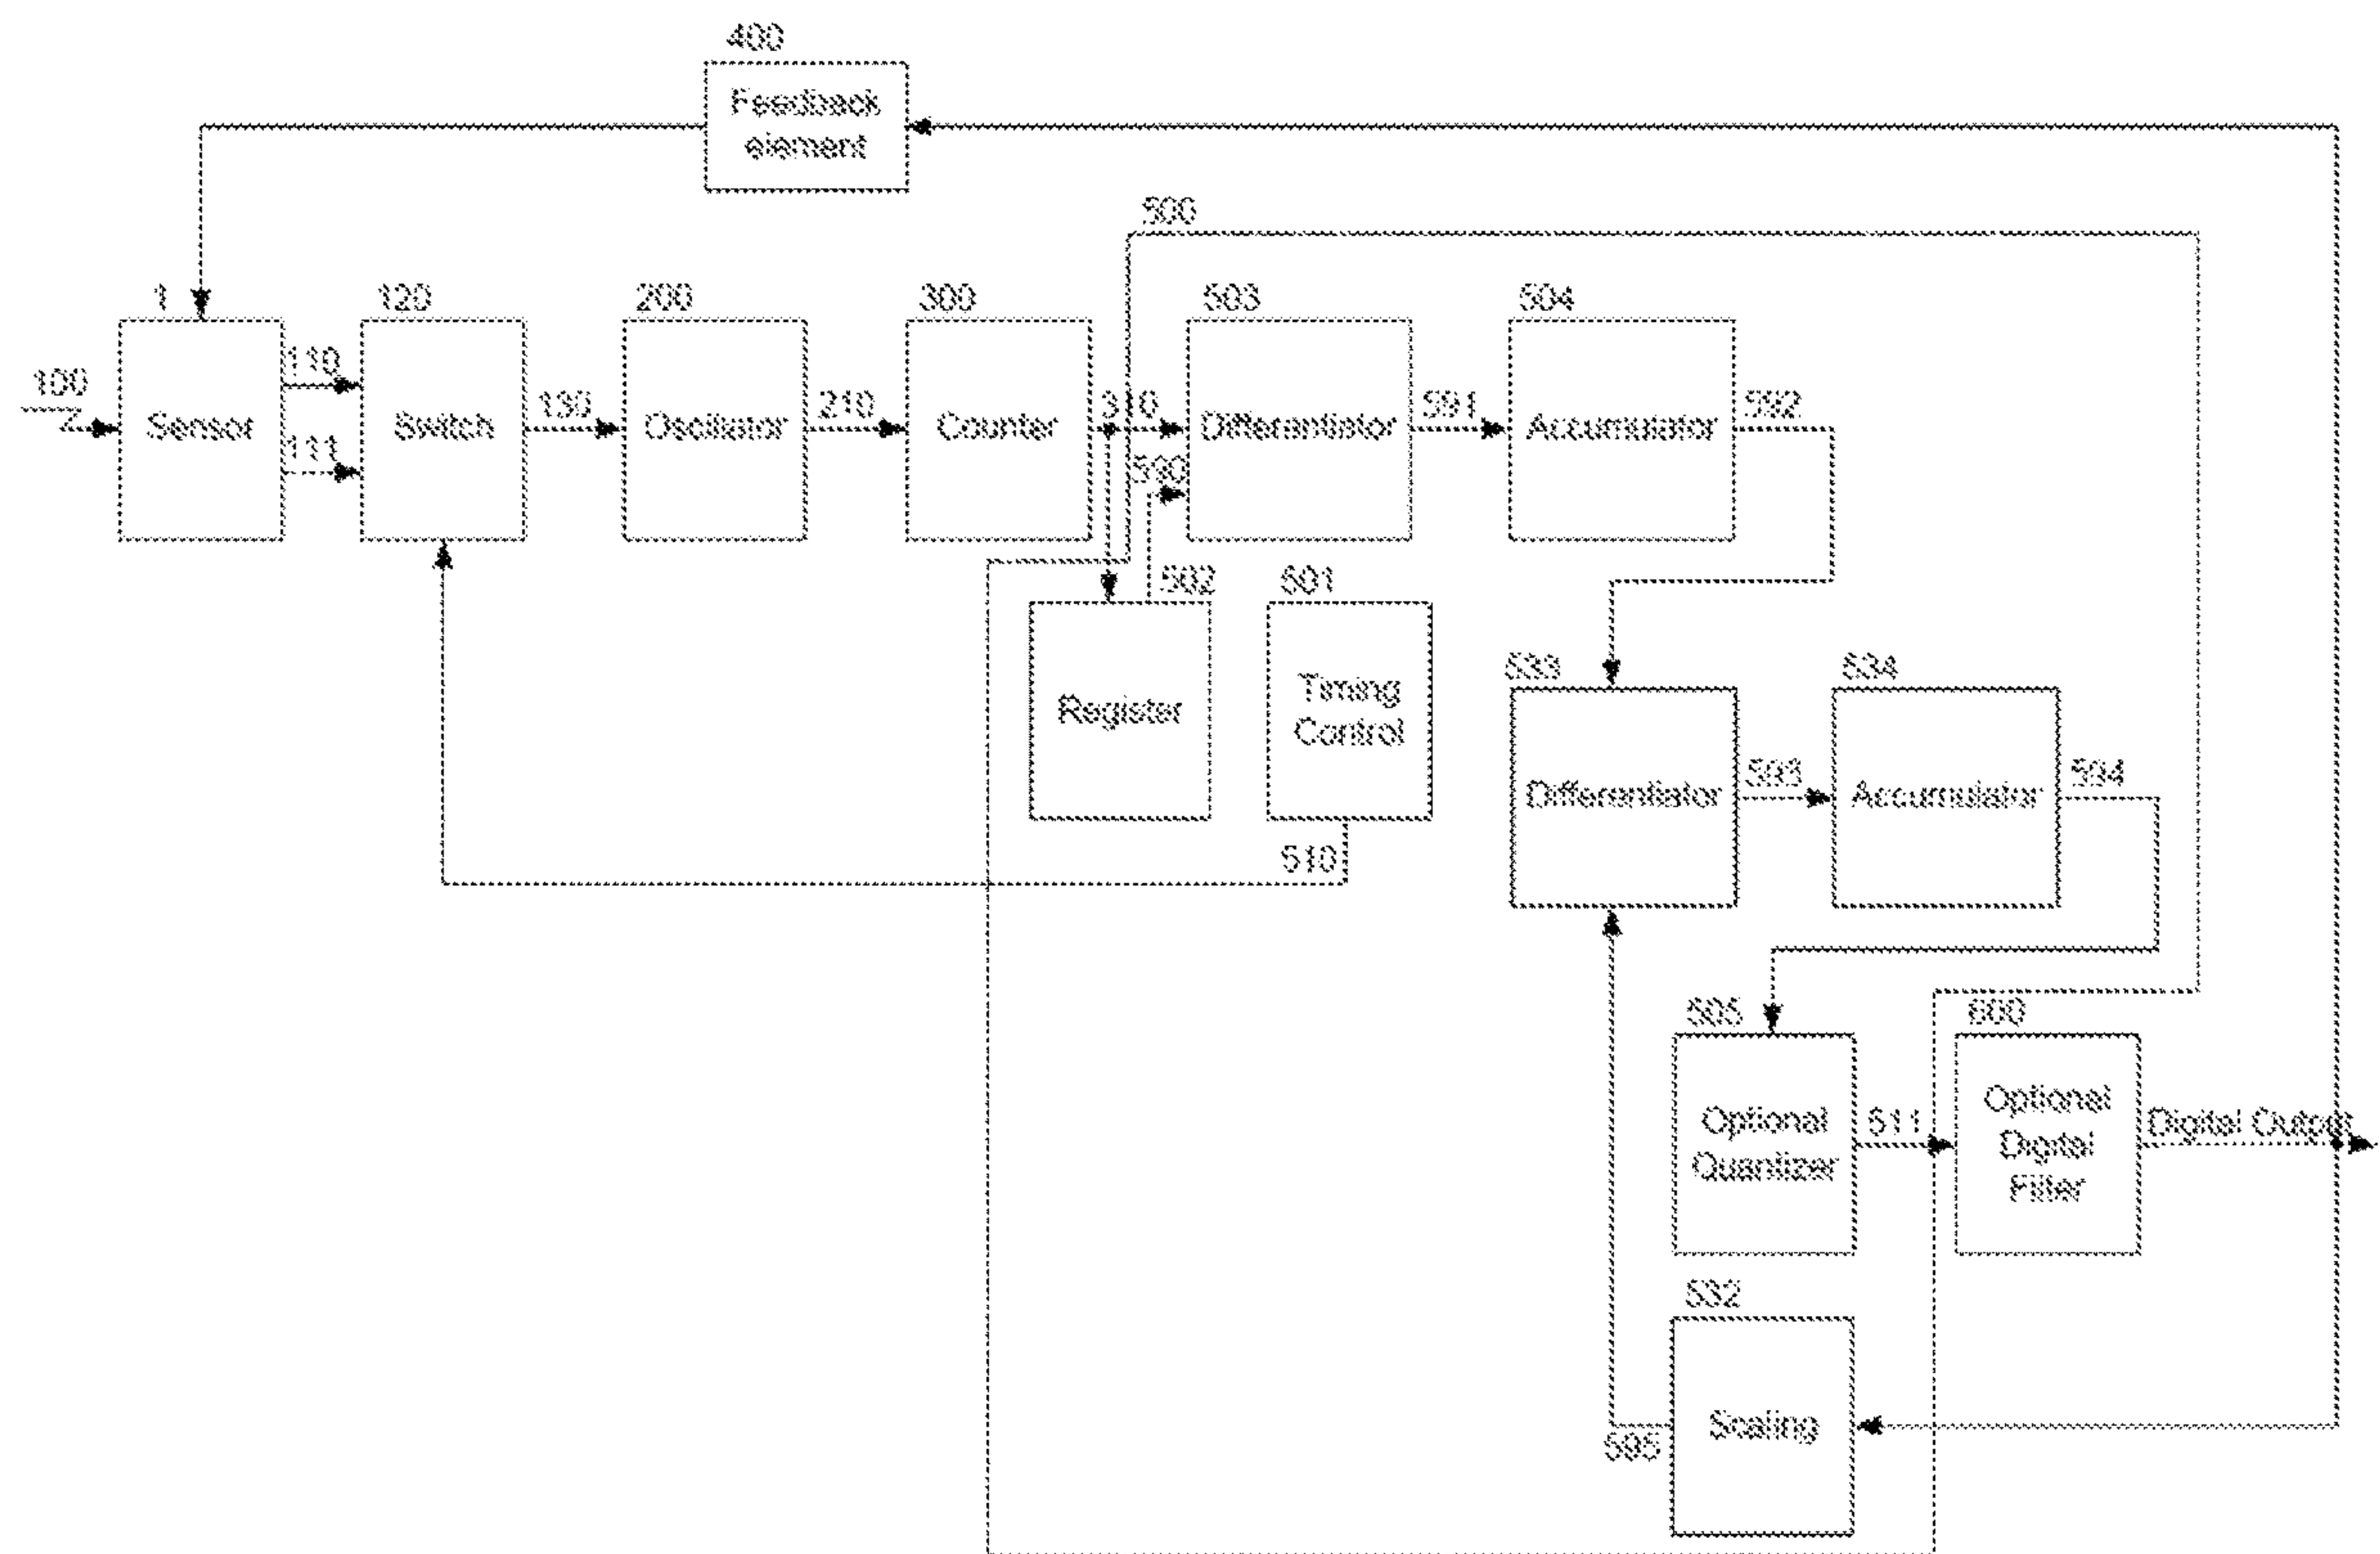 400
Feedback
element
500
1
120
200
300
503
504
100
110
111
Sensor
Switch
130
Oscillator
210
Counter
310
590
Differentiator
591
Accumulator
592
502
501
Register
Timing
Control
510
533
534
Differentiator
593
Accumulator
594
505
600
Optional
Quantizer
511
Optional
Digital
Filter
Digital Output
532
Scaling
595